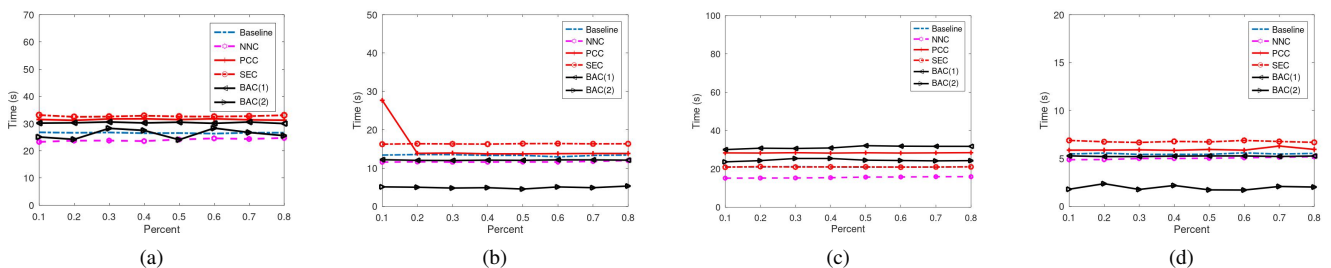 70
60
50
40
30
20
10
0
Time (s)
0.1 0.2 0.3 0.4 0.5 0.6 0.7 0.8
Percent
Baseline
NNC
PCC
SEC
BAC(1)
BAC(2)
(a)
50
40
30
20
10
0
Time (s)
0.1 0.2 0.3 0.4 0.5 0.6 0.7 0.8
Percent
Baseline
NNC
PCC
SEC
BAC(1)
BAC(2)
(b)
100
80
60
40
20
0
Time (s)
0.1 0.2 0.3 0.4 0.5 0.6 0.7 0.8
Percent
Baseline
NNC
PCC
SEC
BAC(1)
BAC(2)
(c)
20
15
10
5
0
Time (s)
0.1 0.2 0.3 0.4 0.5 0.6 0.7 0.8
Percent
Baseline
NNC
PCC
SEC
BAC(1)
BAC(2)
(d)